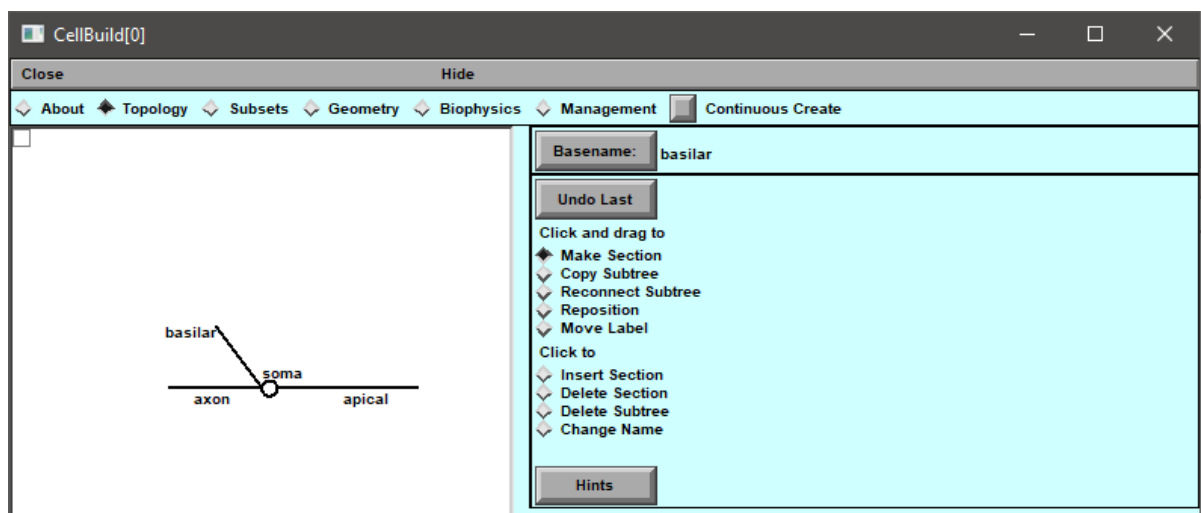 CellBuild[0]
Close Hide
About Topology Subsets Geometry Biophysics Management Continuous Create
Basename: basilar
Undo Last
Click and drag to
Make Section
Copy Subtree
Reconnect Subtree
Reposition
Move Label
Click to
Insert Section
Delete Section
Delete Subtree
Change Name
Hints
basilar
soma
axon apical